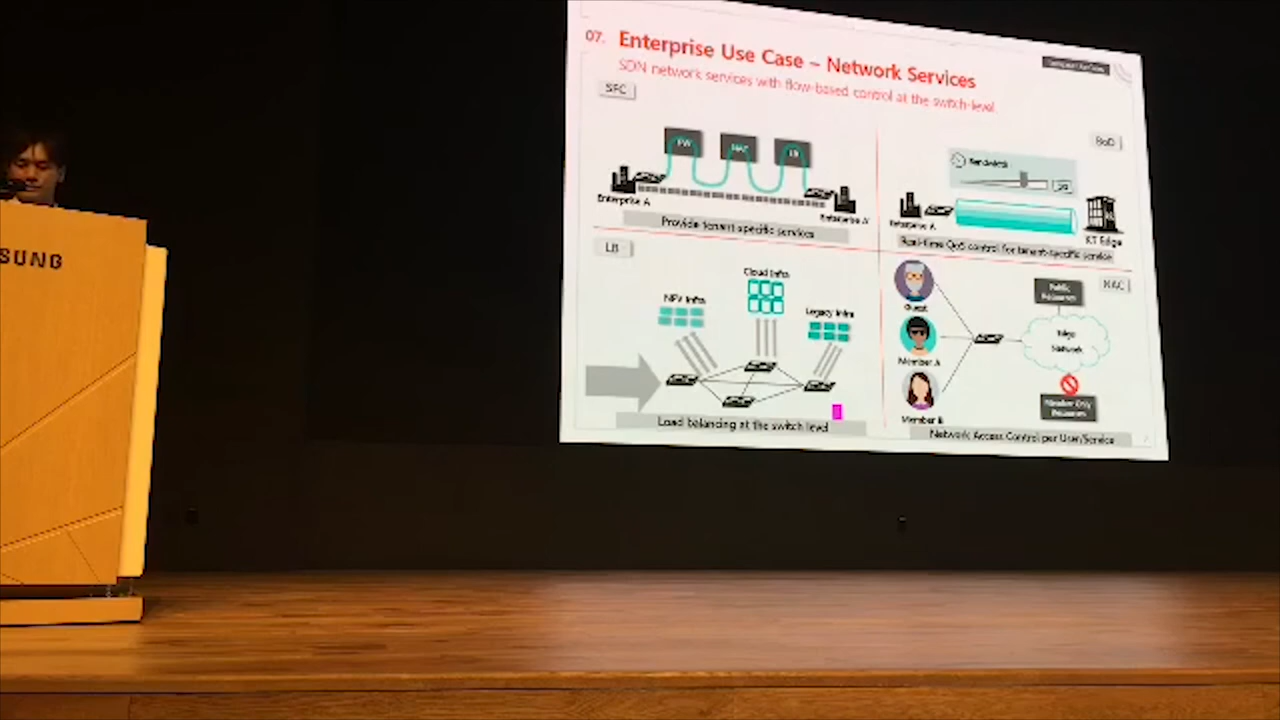 SUNG
07. Enterprise Use Case – Network Services
SDN network services with flow-based control at the switch-level.
SFC
FW
LB
Enterprise A
Enterprise A'
Provide tenant specific services
BoD
Bandwidth
Enterprise A
KT Edge
Real-time QoS control for tenant-specific service
LB
NFV Infra
Cloud Infra
Legacy Infra
Load balancing at the switch level
NAC
Guest
Member A
Member B
Public
Resources
Edge
Network
Member Only
Resources
Network Access Control per User/Service